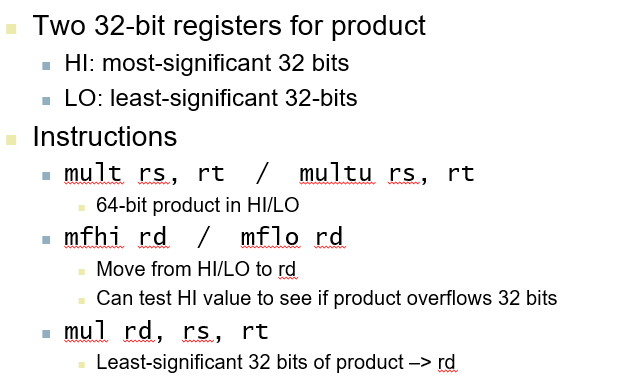 Two 32-bit registers for product
HI: most-significant 32 bits
LO: least-significant 32-bits
Instructions
mult rs, rt / multu rs, rt
64-bit product in HI/LO
mfhi rd / mflo rd
Move from HI/LO to rd
Can test HI value to see if product overflows 32 bits
mul rd, rs, rt
Least-significant 32 bits of product –> rd